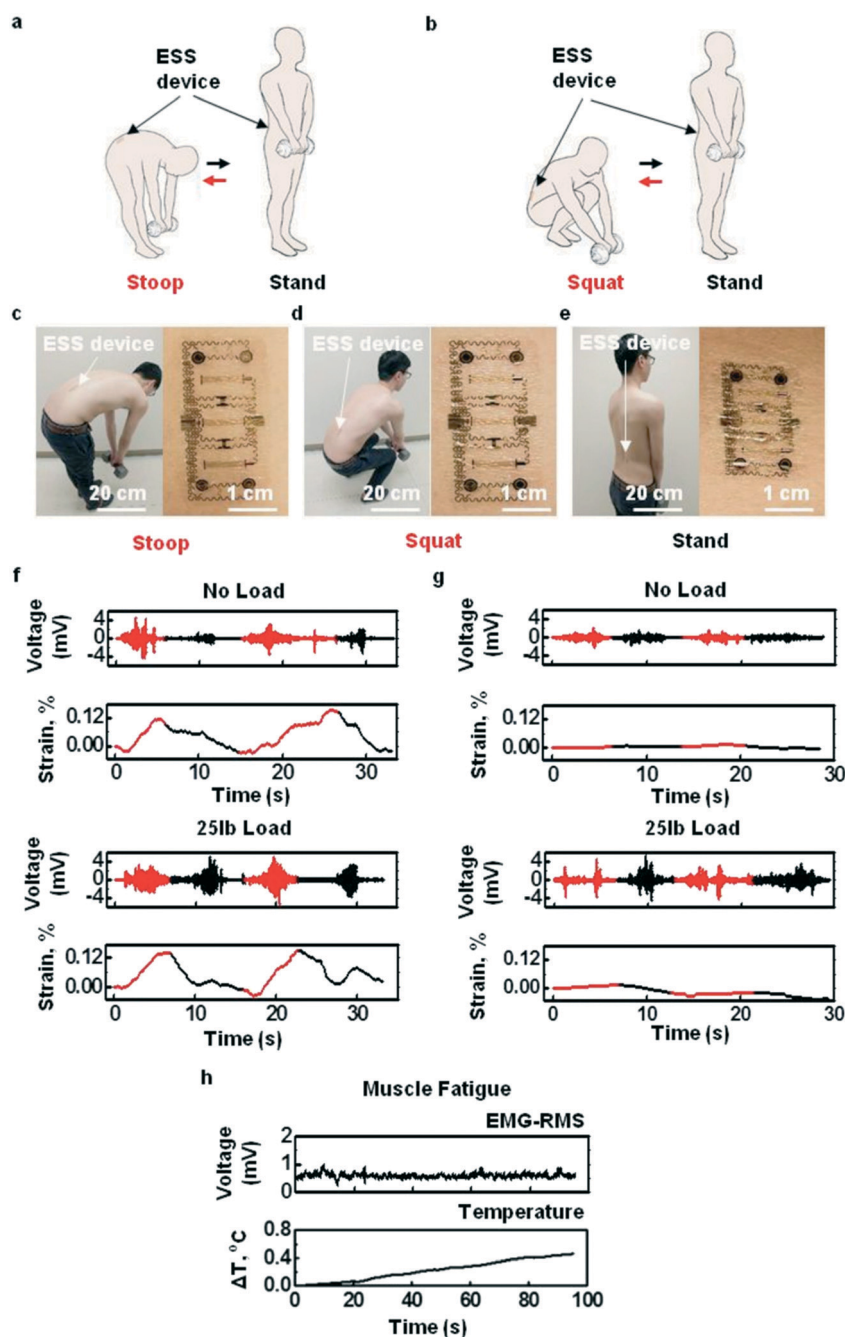 a
b
ESS
device
ESS
device
Stoop
Stand
Squat
Stand
c
d
e
ESS device
20 cm
1 cm
ESS device
20 cm
1 cm
ESS device
20 cm
1 cm
Stoop
Squat
Stand
f
g
No Load
Voltage
(mV)
4
0
-4
Strain, %
0.12
0.00
0
10
20
30
Time (s)
25lb Load
Voltage
(mV)
4
0
-4
Strain, %
0.12
0.00
0
10
20
30
Time (s)
No Load
Voltage
(mV)
4
0
-4
Strain, %
0.12
0.00
0
10
20
30
Time (s)
25lb Load
Voltage
(mV)
4
0
-4
Strain, %
0.12
0.00
0
10
20
30
Time (s)
h
Muscle Fatigue
EMG-RMS
Voltage
(mV)
2
1
0
Temperature
ΔT, °C
0.8
0.4
0.0
0
20
40
60
80
100
Time (s)